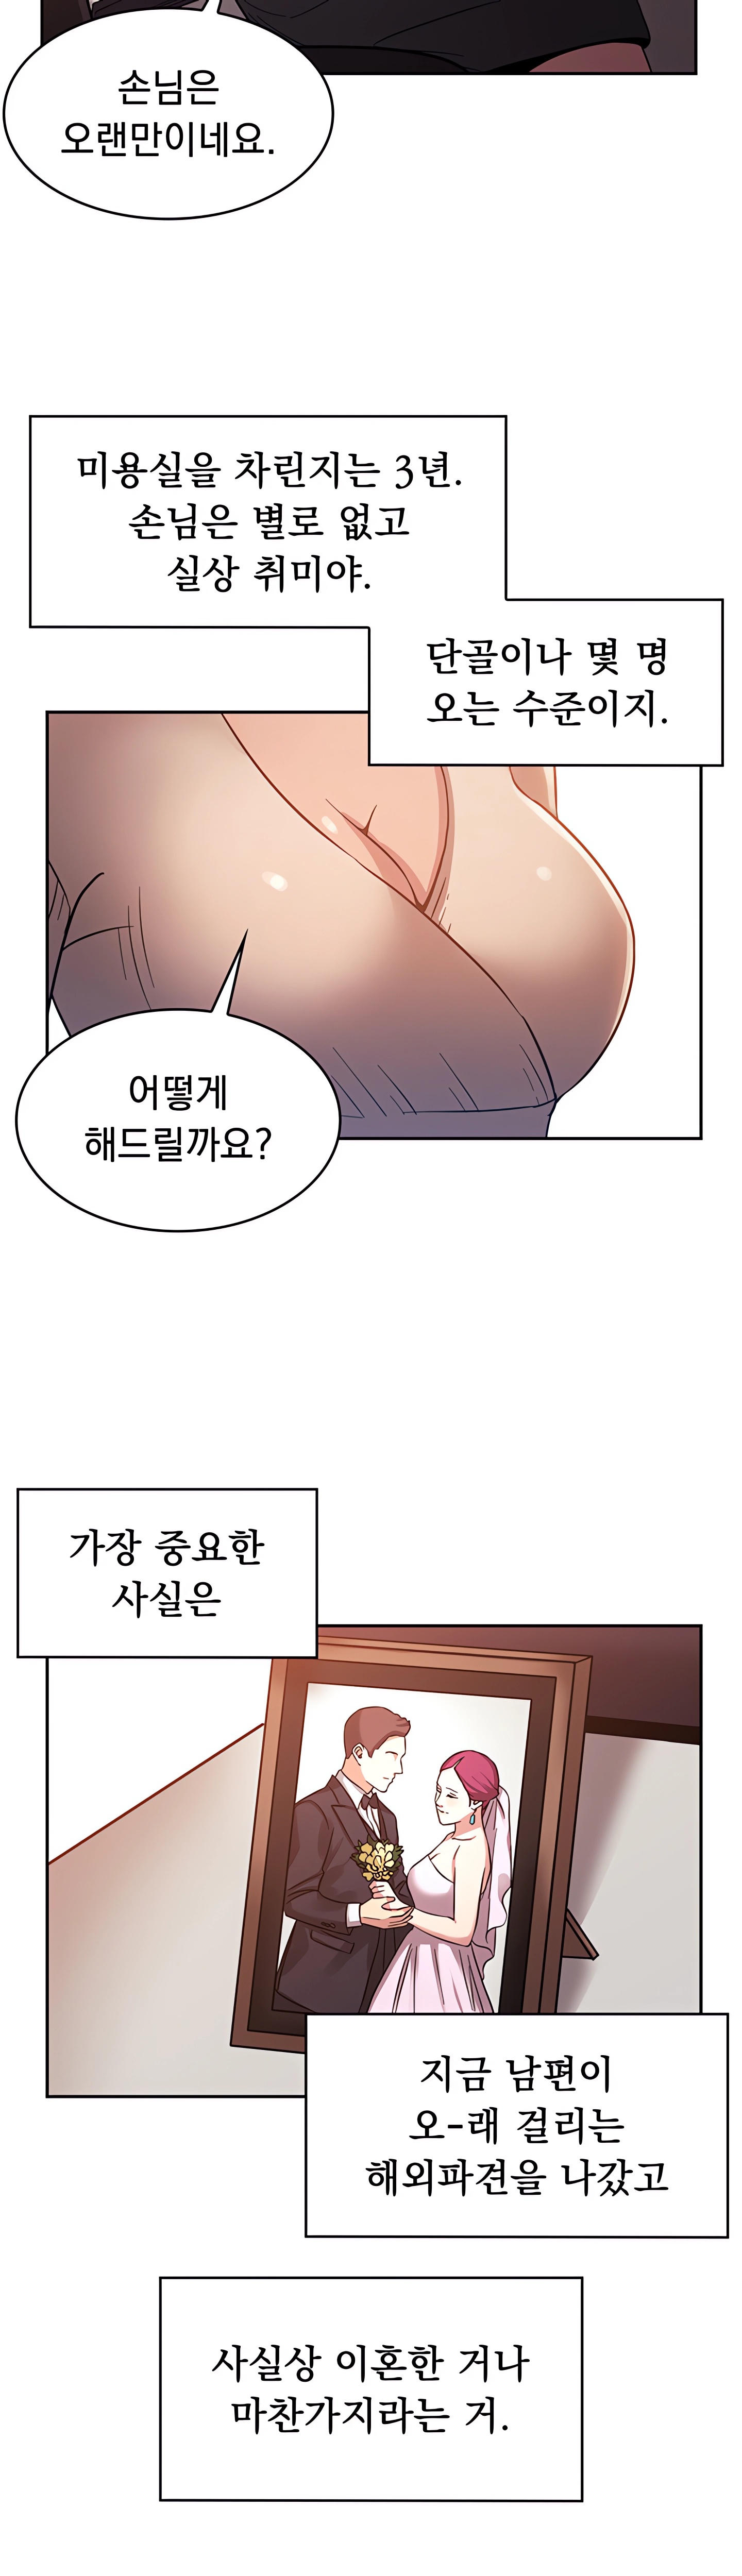 손님은
오랜만이네요.
미용실을 차린지는 3년.
손님은 별로 없고
실상 취미야.
단골이나 몇 명
오는 수준이지.
어떻게
해드릴까요?
가장 중요한
사실은
지금 남편이
오-래 걸리는
해외파견을 나갔고
사실상 이혼한 거나
마찬가지라는 거.